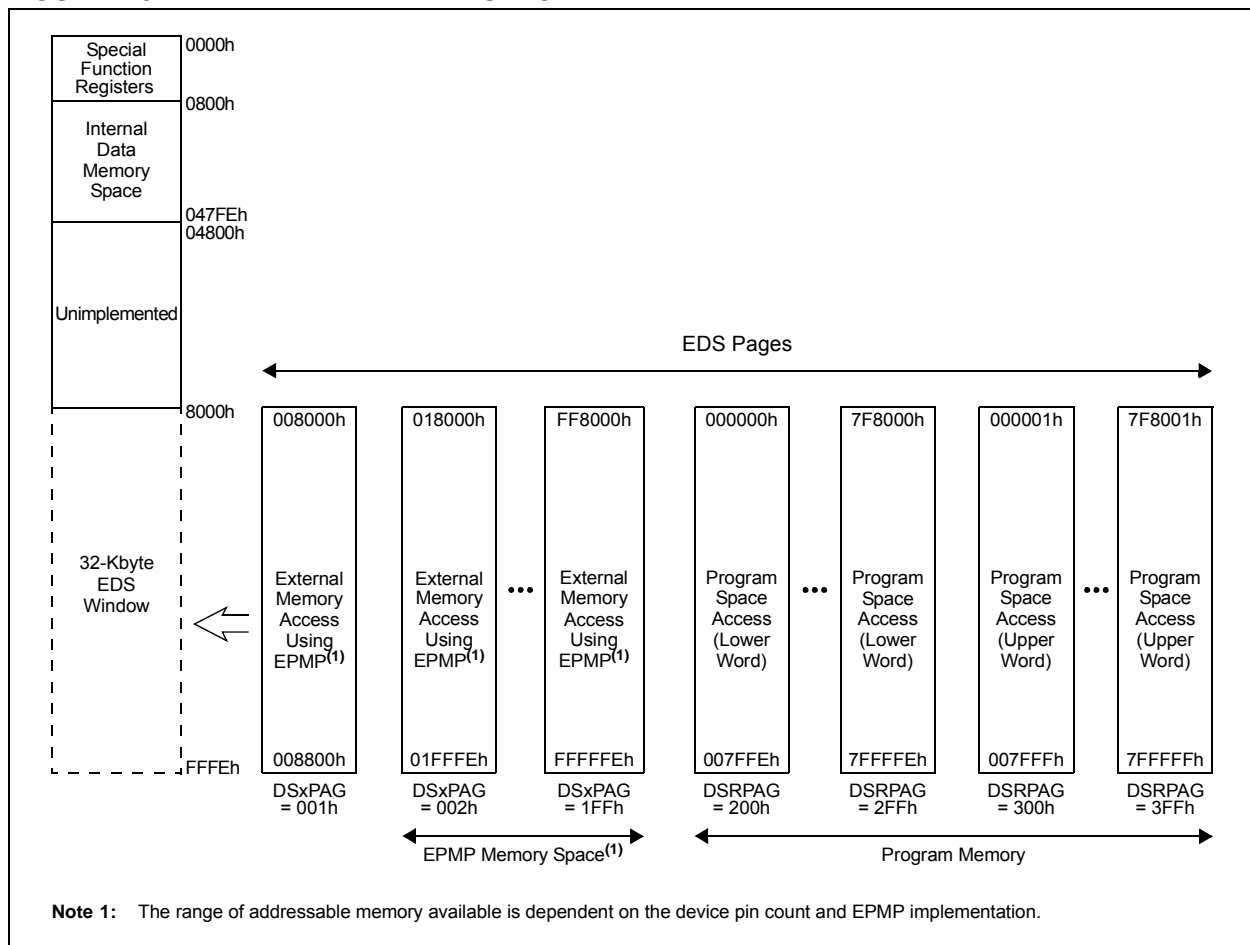 Special
Function
Registers
0000h
0800h
Internal
Data
Memory
Space
047FEh
04800h
Unimplemented
8000h
32-Kbyte
EDS
Window
FFFEh
EDS Pages
008000h
External
Memory
Access
Using
EPMP(1)
008800h
DSxPAG
= 001h
018000h
External
Memory
Access
Using
EPMP(1)
01FFFEh
DSxPAG
= 002h
•••
FF8000h
External
Memory
Access
Using
EPMP(1)
FFFFFEh
DSxPAG
= 1FFh
EPMP Memory Space(1)
000000h
Program
Space
Access
(Lower
Word)
007FFEh
DSRPAG
= 200h
•••
7F8000h
Program
Space
Access
(Lower
Word)
7FFFFEh
DSRPAG
= 2FFh
000001h
Program
Space
Access
(Upper
Word)
007FFFh
DSRPAG
= 300h
•••
7F8001h
Program
Space
Access
(Upper
Word)
7FFFFFh
DSRPAG
= 3FFh
Program Memory
Note 1: The range of addressable memory available is dependent on the device pin count and EPMP implementation.